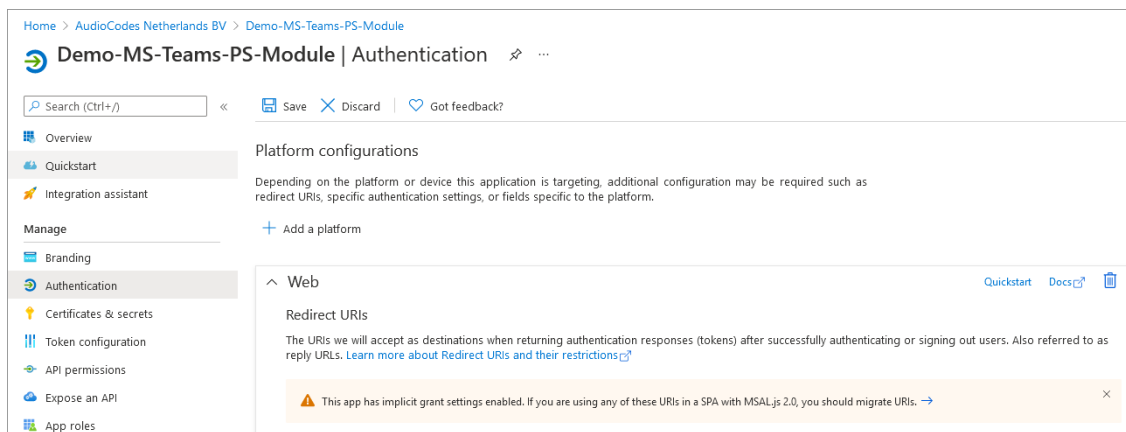 Home > AudioCodes Netherlands BV > Demo-MS-Teams-PS-Module
Demo-MS-Teams-PS-Module | Authentication ...
Search (Ctrl+/) «
Overview
Quickstart
Integration assistant
Manage
Branding
Authentication
Certificates & secrets
Token configuration
API permissions
Expose an API
App roles
Save Discard Got feedback?
Platform configurations
Depending on the platform or device this application is targeting, additional configuration may be required such as
redirect URIs, specific authentication settings, or fields specific to the platform.
+ Add a platform
Web Quickstart Docs
Redirect URIs
The URIs we will accept as destinations when returning authentication responses (tokens) after successfully authenticating or signing out users. Also referred to as
reply URLs. Learn more about Redirect URIs and their restrictions
This app has implicit grant settings enabled. If you are using any of these URIs in a SPA with MSAL.js 2.0, you should migrate URIs. →